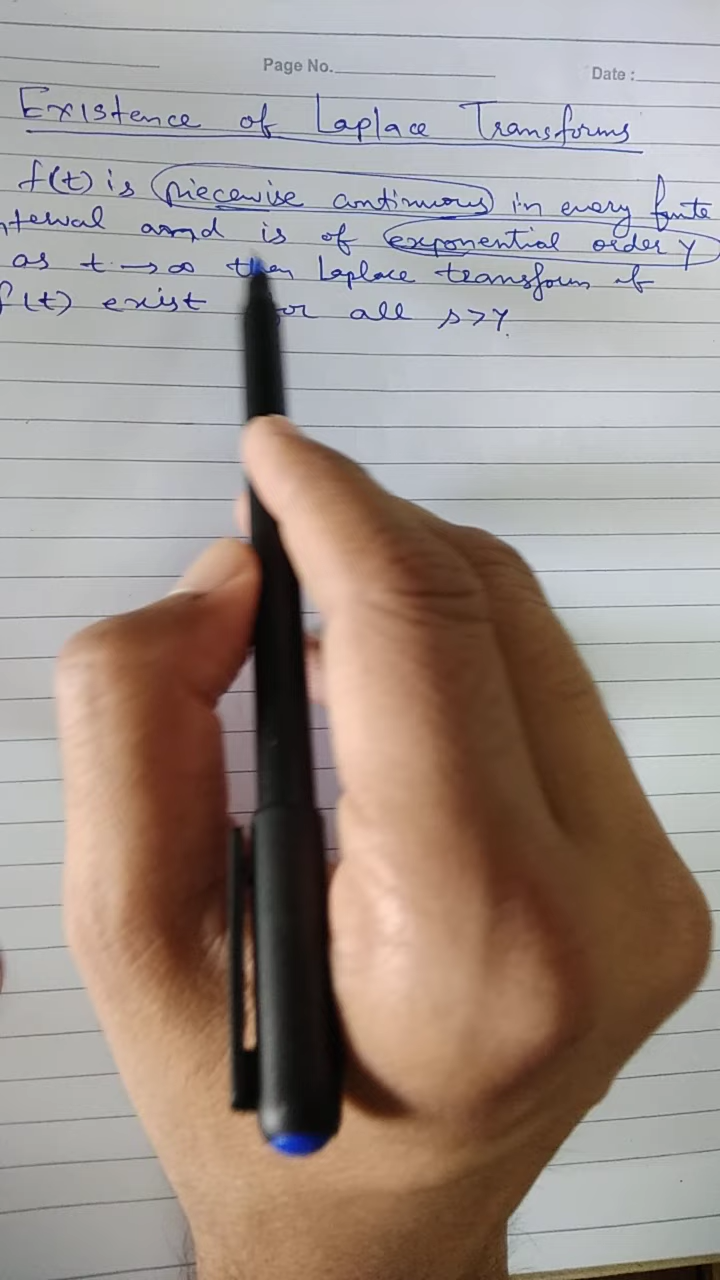 Page No.
Date :
Existence of Laplace Transforms
f(t) is piecewise continuous in every finite
nterval and is of exponential order γ
as t → ∞ then Laplace transform of
f(t) exist for all s>γ.